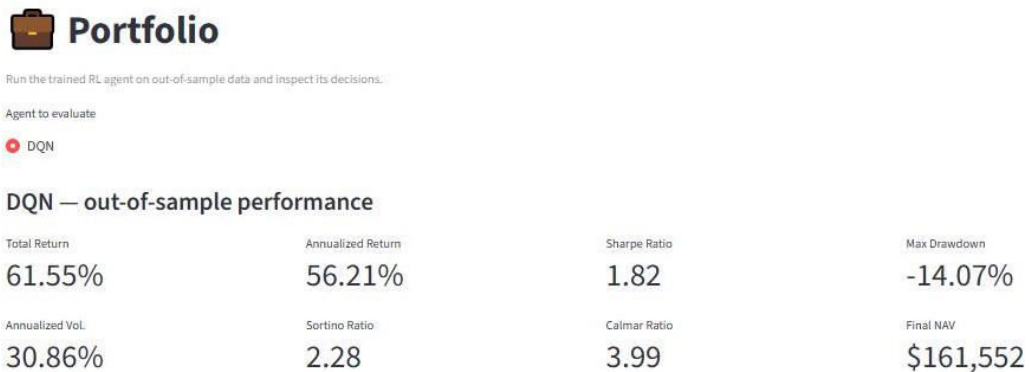 Portfolio
Run the trained RL agent on out-of-sample data and inspect its decisions.
Agent to evaluate
DQN
DQN — out-of-sample performance
Total Return Annualized Return Sharpe Ratio Max Drawdown
61.55% 56.21% 1.82 -14.07%
Annualized Vol. Sortino Ratio Calmar Ratio Final NAV
30.86% 2.28 3.99 $161,552